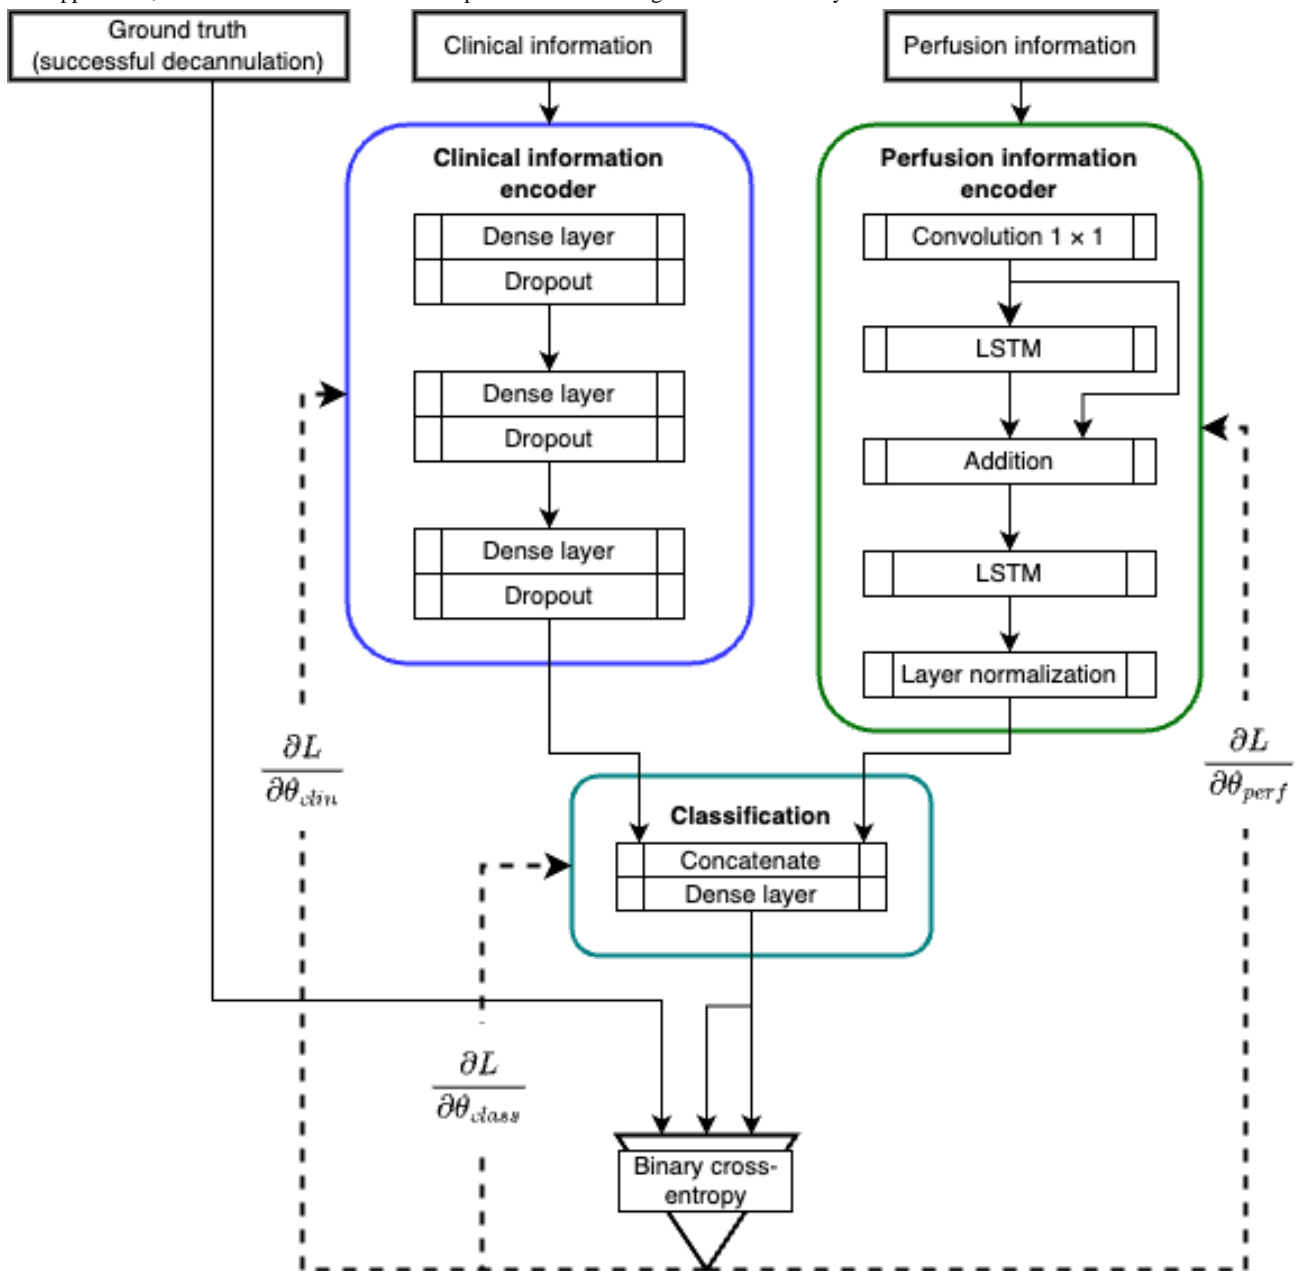 Ground truth
(successful decannulation)
Clinical information
Perfusion information
Clinical information
encoder
Dense layer
Dropout
Dense layer
Dropout
Dense layer
Dropout
Perfusion information
encoder
Convolution 1 × 1
LSTM
Addition
LSTM
Layer normalization
∂L
∂θclin
∂L
∂θperf
Classification
Concatenate
Dense layer
∂L
∂θclass
Binary cross-
entropy